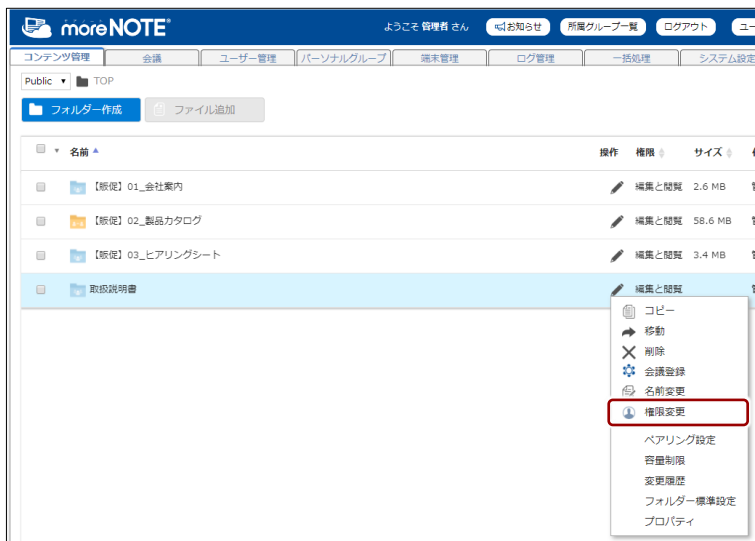 moreNOTE
ようこそ 管理者 さん お知らせ 所属グループ一覧 ログアウト ユー
コンテンツ管理 会議 ユーザー管理 パーソナルグループ 端末管理 ログ管理 一括処理 システム設定
Public TOP
フォルダー作成 ファイル追加
名前 操作 権限 サイズ
【販促】01_会社案内 編集と閲覧 2.6 MB
【販促】02_製品カタログ 編集と閲覧 58.6 MB
【販促】03_ヒアリングシート 編集と閲覧 3.4 MB
取扱説明書 編集と閲覧
コピー
移動
削除
会議登録
名前変更
権限変更
ペアリング設定
容量制限
変更履歴
フォルダー標準設定
プロパティ